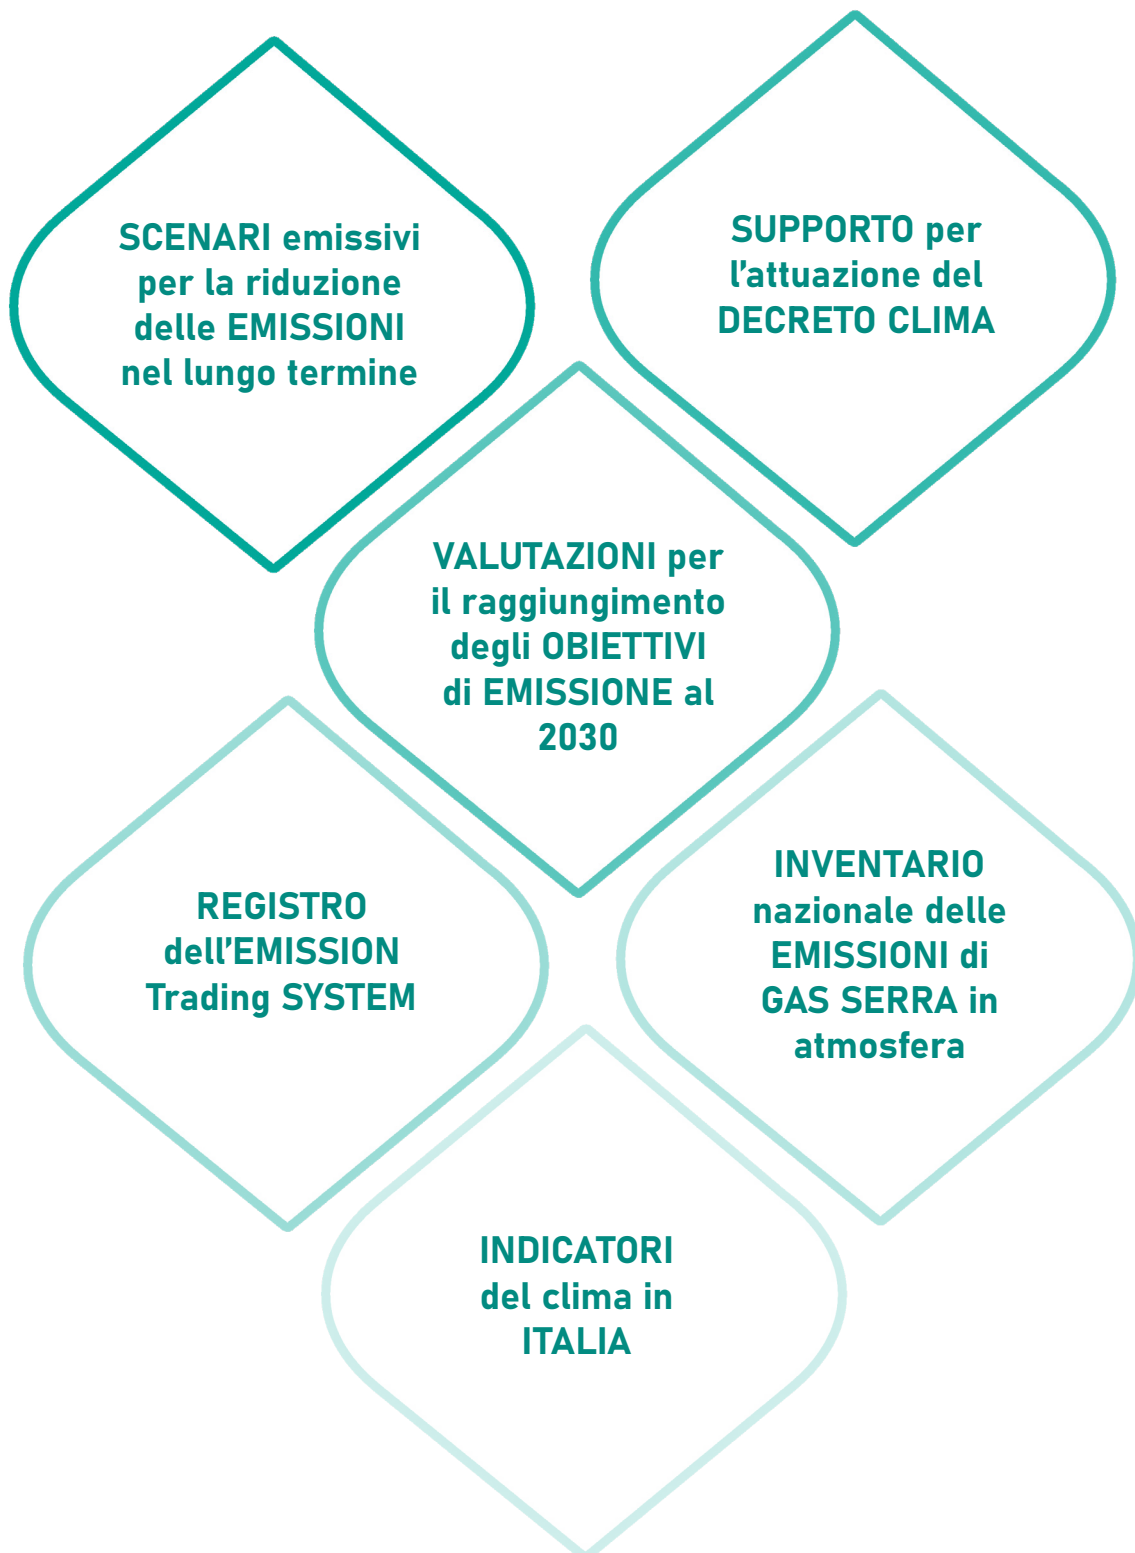 SCENARI emissivi
per la riduzione
delle EMISSIONI
nel lungo termine
SUPPORTO per
l'attuazione del
DECRETO CLIMA
VALUTAZIONI per
il raggiungimento
degli OBIETTIVI
di EMISSIONE al
2030
REGISTRO
dell'EMISSION
Trading SYSTEM
INVENTARIO
nazionale delle
EMISSIONI di
GAS SERRA in
atmosfera
INDICATORI
del clima in
ITALIA